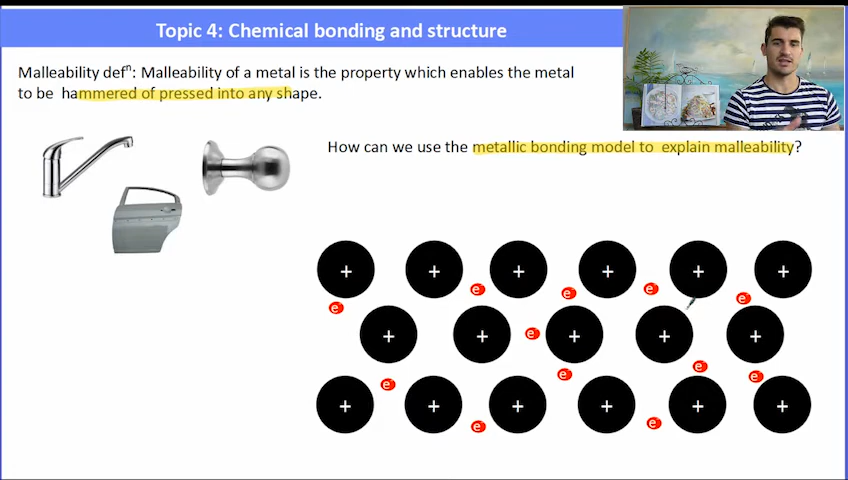 Topic 4: Chemical bonding and structure
Malleability defⁿ: Malleability of a metal is the property which enables the metal
to be hammered of pressed into any shape.
How can we use the metallic bonding model to explain malleability?
+ + + + + +
e e e e e
e
+ + + + +
e
e e e e
+ + + + + +
e e